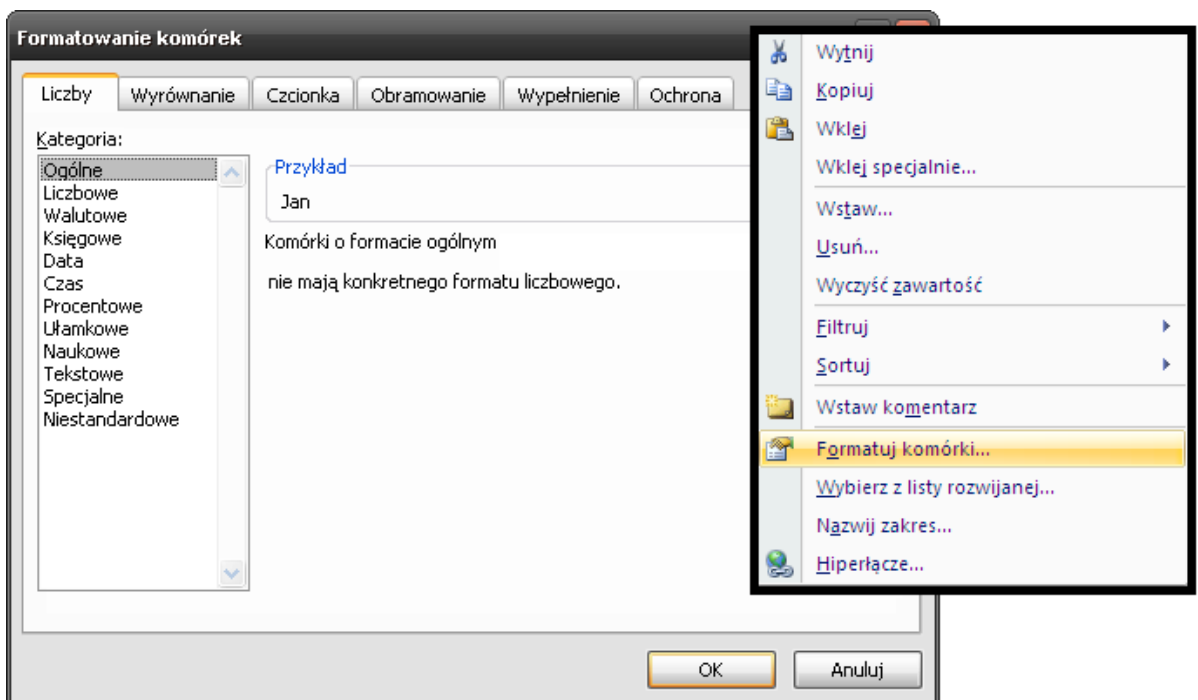 Formatowanie komórek
Liczby Wyrównanie Czcionka Obramowanie Wypełnienie Ochrona
Kategoria:
Ogólne
Liczbowe
Walutowe
Księgowe
Data
Czas
Procentowe
Ułamkowe
Naukowe
Tekstowe
Specjalne
Niestandardowe
Przykład
Jan
Komórki o formacie ogólnym
nie mają konkretnego formatu liczbowego.
OK Anuluj
Wytnij
Kopiuj
Wklej
Wklej specjalnie...
Wstaw...
Usuń...
Wyczyść zawartość
Filtruj
Sortuj
Wstaw komentarz
Formatuj komórki...
Wybierz z listy rozwijanej...
Nazwij zakres...
Hiperłącze...